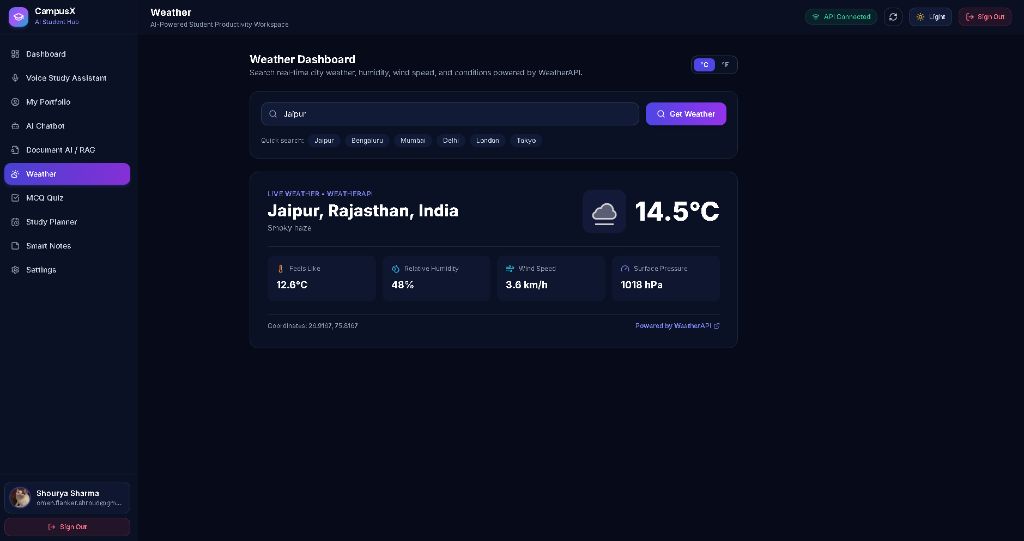 CampusX
AI Student Hub
Dashboard
Voice Study Assistant
My Portfolio
AI Chatbot
Document AI / RAG
Weather
MCQ Quiz
Study Planner
Smart Notes
Settings
Shourya Sharma
Sign Out
Weather
AI-Powered Student Productivity Workspace
API Connected
Light
Sign Out
Weather Dashboard
Search real-time city weather, humidity, wind speed, and conditions powered by WeatherAPI.
°C °F
Jaipur
Get Weather
Quick search: Jaipur Bengaluru Mumbai Delhi London Tokyo
LIVE WEATHER • WEATHERAPI
Jaipur, Rajasthan, India
Smoky haze
14.5°C
Feels Like
12.6°C
Relative Humidity
48%
Wind Speed
3.6 km/h
Surface Pressure
1018 hPa
Coordinates: 26.9167, 75.8167
Powered by WeatherAPI